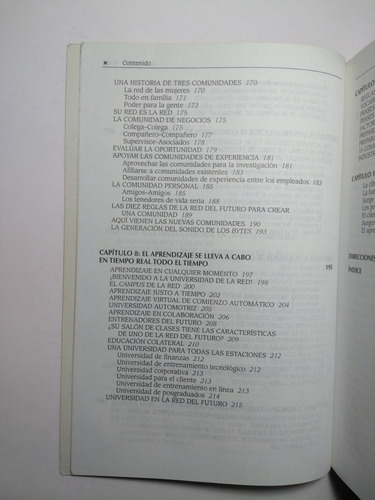 Contenido
UNA HISTORIA DE TRES COMUNIDADES 170
La red de las mujeres 170
Todo en familia 171
Poder para la gente 173
SU RED ES LA RED 175
LA COMUNIDAD DE NEGOCIOS 175
Colega-Colega 175
Compañero-Compañero 177
Supervisor-Asociados 178
EVALUAR LA OPORTUNIDAD 179
APOYAR LAS COMUNIDADES DE EXPERIENCIA 181
Aprovechar las comunidades para la investigación 181
Afiliarse a comunidades existentes 183
Desarrollar comunidades de experiencia entre los empleados 183
LA COMUNIDAD PERSONAL 185
Amigos-Amigos 185
Los tenedores de vida seria 188
LAS DIEZ REGLAS DE LA RED DEL FUTURO PARA CREAR
UNA COMUNIDAD 189
AQUÍ VIENEN LAS NUEVAS COMUNIDADES 190
LA GENERACIÓN DEL SONIDO DE LOS BYTES 193
CAPÍTULO 8: EL APRENDIZAJE SE LLEVA A CABO
EN TIEMPO REAL TODO EL TIEMPO 195
APRENDIZAJE EN CUALQUIER MOMENTO 197
¡BIENVENIDO A LA UNIVERSIDAD DE LA RED! 198
EL CAMPUS DE LA RED 200
APRENDIZAJE JUSTO A TIEMPO 202
APRENDIZAJE VIRTUAL DE COMIENZO AUTOMÁTICO 204
UNIVERSIDAD AUTOMOTRIZ 205
APRENDIZAJE EN COLABORACIÓN 206
ENTRENADORES DEL FUTURO 208
¿SU SALÓN DE CLASES TIENE LAS CARACTERÍSTICAS
DE UNO DE LA RED DEL FUTURO? 209
EDUCACIÓN COLATERAL 210
UNA UNIVERSIDAD PARA TODAS LAS ESTACIONES 212
Universidad de finanzas 212
Universidad de entrenamiento tecnológico 212
Universidad corporativa 213
Universidad para el cliente 213
Universidad de entrenamiento en línea 213
Universidad de posgraduados 214
UNIVERSIDAD EN LA RED DEL FUTURO 215
CAPÍTULO
DIRECCIONES
ÍNDICE